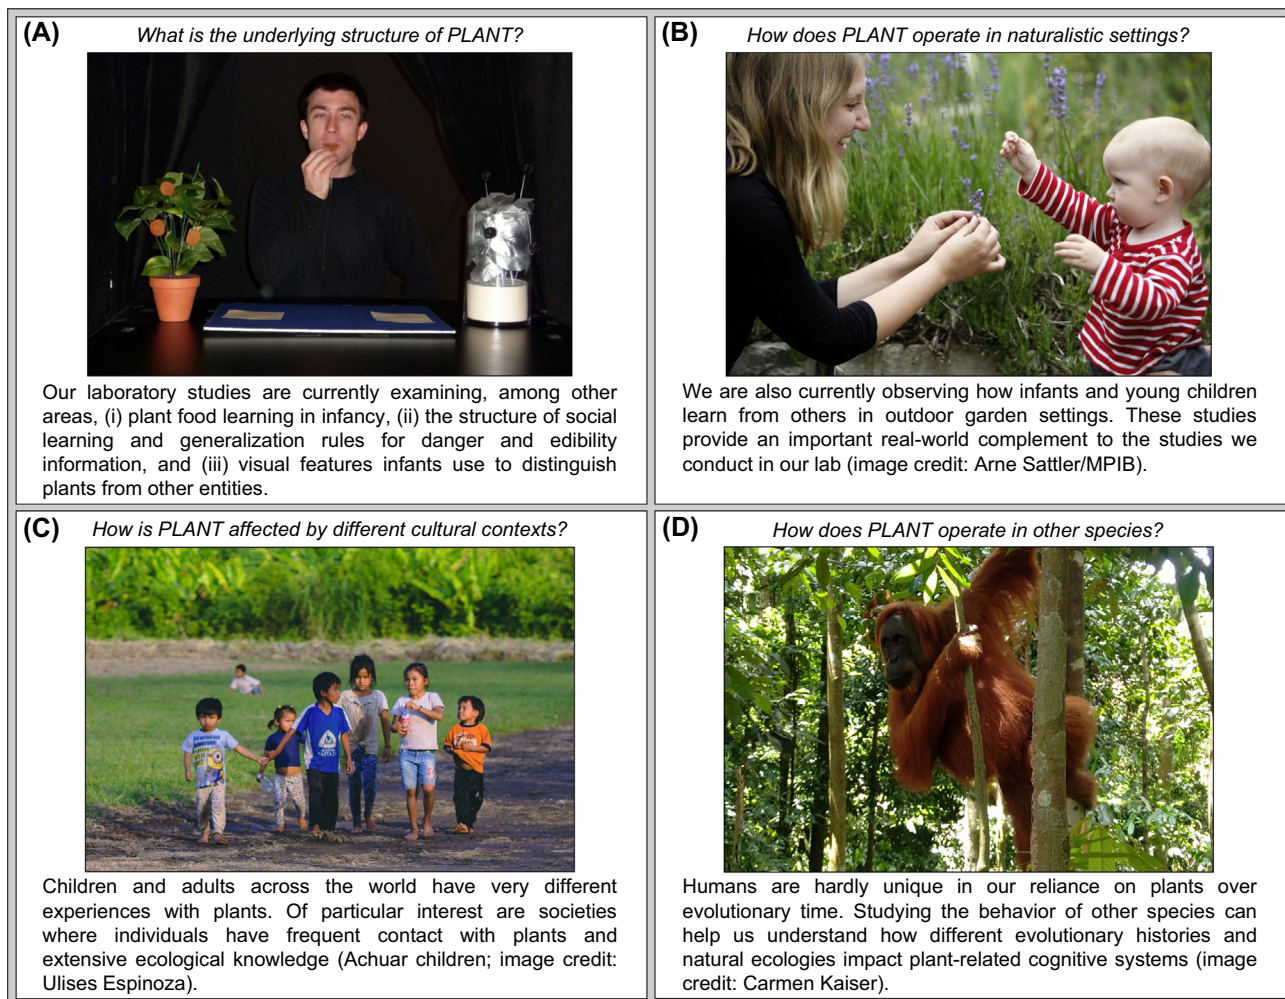 (A)
What is the underlying structure of PLANT?
Our laboratory studies are currently examining, among other
areas, (i) plant food learning in infancy, (ii) the structure of social
learning and generalization rules for danger and edibility
information, and (iii) visual features infants use to distinguish
plants from other entities.
(B)
How does PLANT operate in naturalistic settings?
We are also currently observing how infants and young children
learn from others in outdoor garden settings. These studies
provide an important real-world complement to the studies we
conduct in our lab (image credit: Arne Sattler/MPIB).
(C)
How is PLANT affected by different cultural contexts?
Children and adults across the world have very different
experiences with plants. Of particular interest are societies
where individuals have frequent contact with plants and
extensive ecological knowledge (Achuar children; image credit:
Ulises Espinoza).
(D)
How does PLANT operate in other species?
Humans are hardly unique in our reliance on plants over
evolutionary time. Studying the behavior of other species can
help us understand how different evolutionary histories and
natural ecologies impact plant-related cognitive systems (image
credit: Carmen Kaiser).